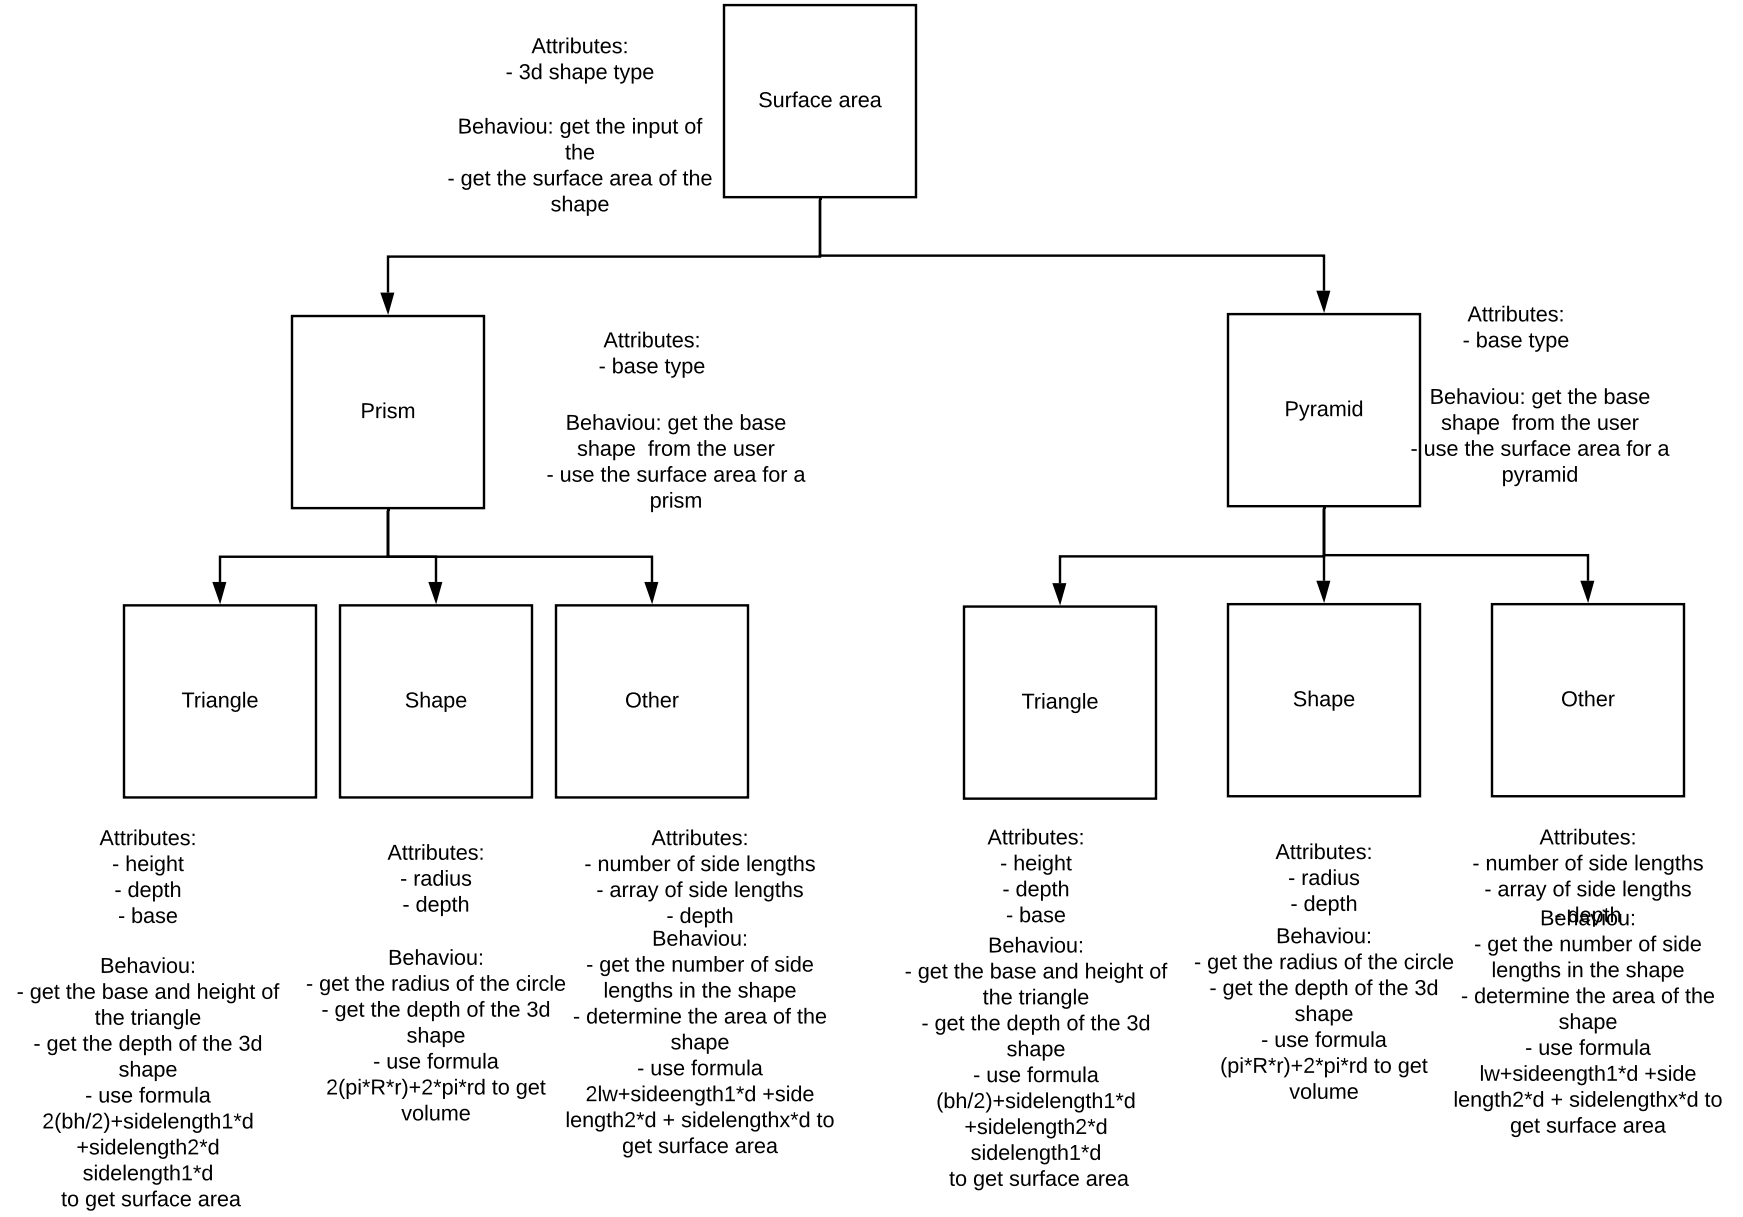 Attributes:
- 3d shape type
Behaviou: get the input of
the
- get the surface area of the
shape
Surface area
Prism
Attributes:
- base type
Behaviou: get the base
shape  from the user
- use the surface area for a
prism
Pyramid
Attributes:
- base type
Behaviou: get the base
shape  from the user
- use the surface area for a
pyramid
Triangle
Shape
Other
Triangle
Shape
Other
Attributes:
- height
- depth
- base
Behaviou:
- get the base and height of
the triangle
- get the depth of the 3d
shape
- use formula
2(bh/2)+sidelength1*d
+sidelength2*d
sidelength1*d
to get surface area
Attributes:
- radius
- depth
Behaviou:
- get the radius of the circle
- get the depth of the 3d
shape
- use formula
2(pi*R*r)+2*pi*rd to get
volume
Attributes:
- number of side lengths
- array of side lengths
- depth
Behaviou:
- get the number of side
lengths in the shape
- determine the area of the
shape
- use formula
2lw+sideength1*d +side
length2*d + sidelengthx*d to
get surface area
Attributes:
- height
- depth
- base
Behaviou:
- get the base and height of
the triangle
- get the depth of the 3d
shape
- use formula
(bh/2)+sidelength1*d
+sidelength2*d
sidelength1*d
to get surface area
Attributes:
- radius
- depth
Behaviou:
- get the radius of the circle
- get the depth of the 3d
shape
- use formula
(pi*R*r)+2*pi*rd to get
volume
Attributes:
- number of side lengths
- array of side lengths
- depth
Behaviou:
- get the number of side
lengths in the shape
- determine the area of the
shape
- use formula
lw+sideength1*d +side
length2*d + sidelengthx*d to
get surface area